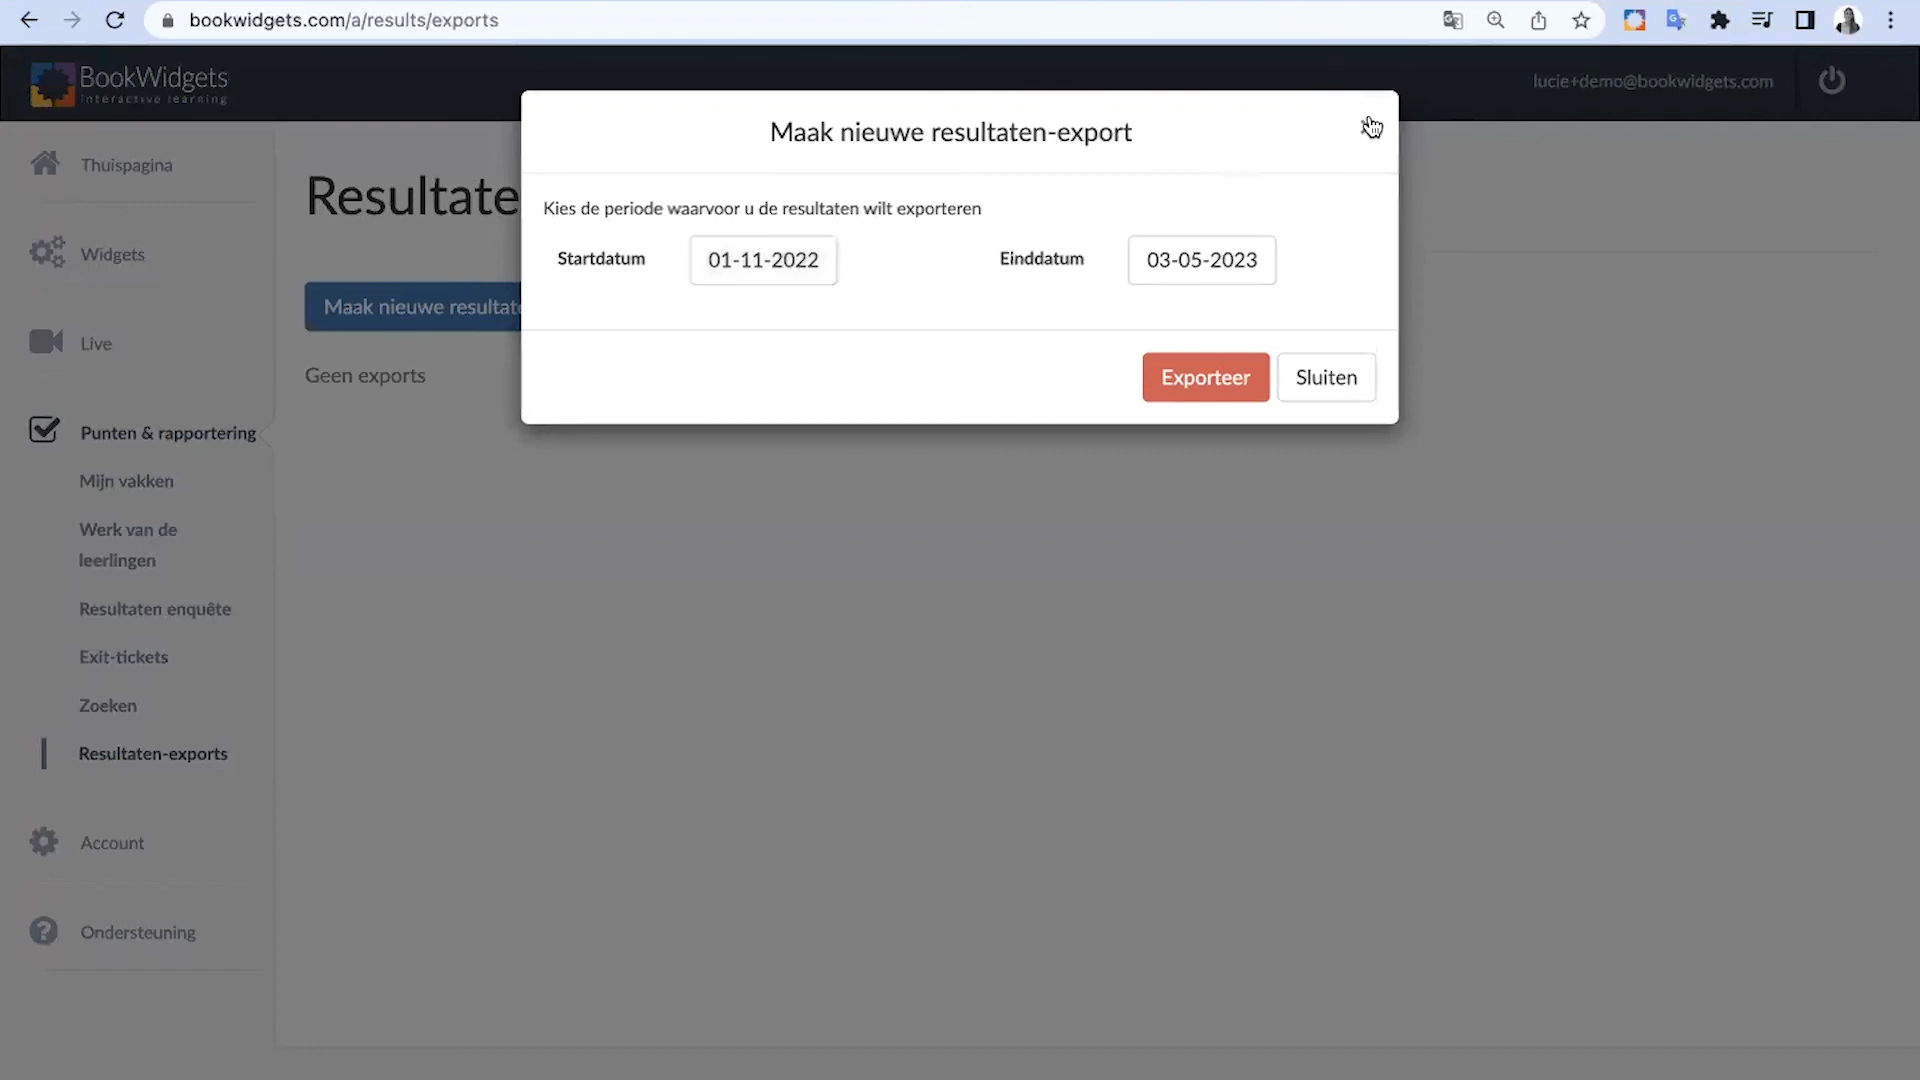 bookwidgets.com/a/results/exports
BookWidgets
interactive learning
lucie+demo@bookwidgets.com
Maak nieuwe resultaten-export
Thuispagina
Resultate
Kies de periode waarvoor u de resultaten wilt exporteren
Startdatum
01-11-2022
Einddatum
03-05-2023
Widgets
Maak nieuwe resultat
Live
Geen exports
Exporteer
Sluiten
Punten & rapportering
Mijn vakken
Werk van de
leerlingen
Resultaten enquête
Exit-tickets
Zoeken
Resultaten-exports
Account
Ondersteuning